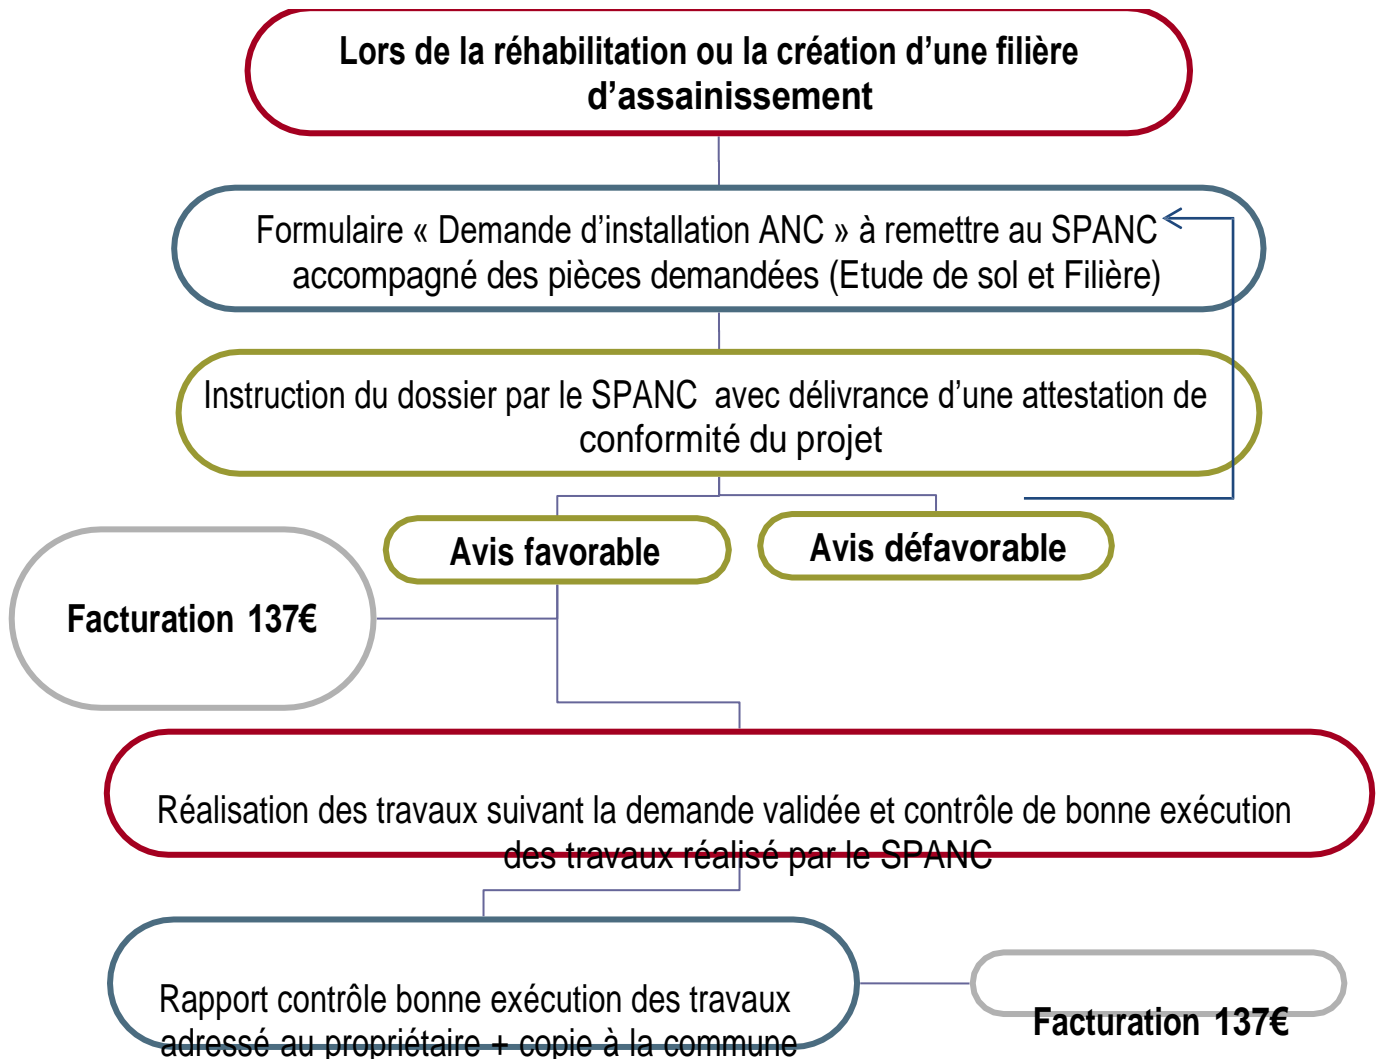 Lors de la réhabilitation ou la création d’une filière
d’assainissement
Formulaire « Demande d’installation ANC » à remettre au SPANC
accompagné des pièces demandées (Etude de sol et Filière)
Instruction du dossier par le SPANC avec délivrance d’une attestation de
conformité du projet
Avis favorable
Avis défavorable
Facturation 137€
Réalisation des travaux suivant la demande validée et contrôle de bonne exécution
des travaux réalisé par le SPANC
Rapport contrôle bonne exécution des travaux
adressé au propriétaire + copie à la commune
Facturation 137€